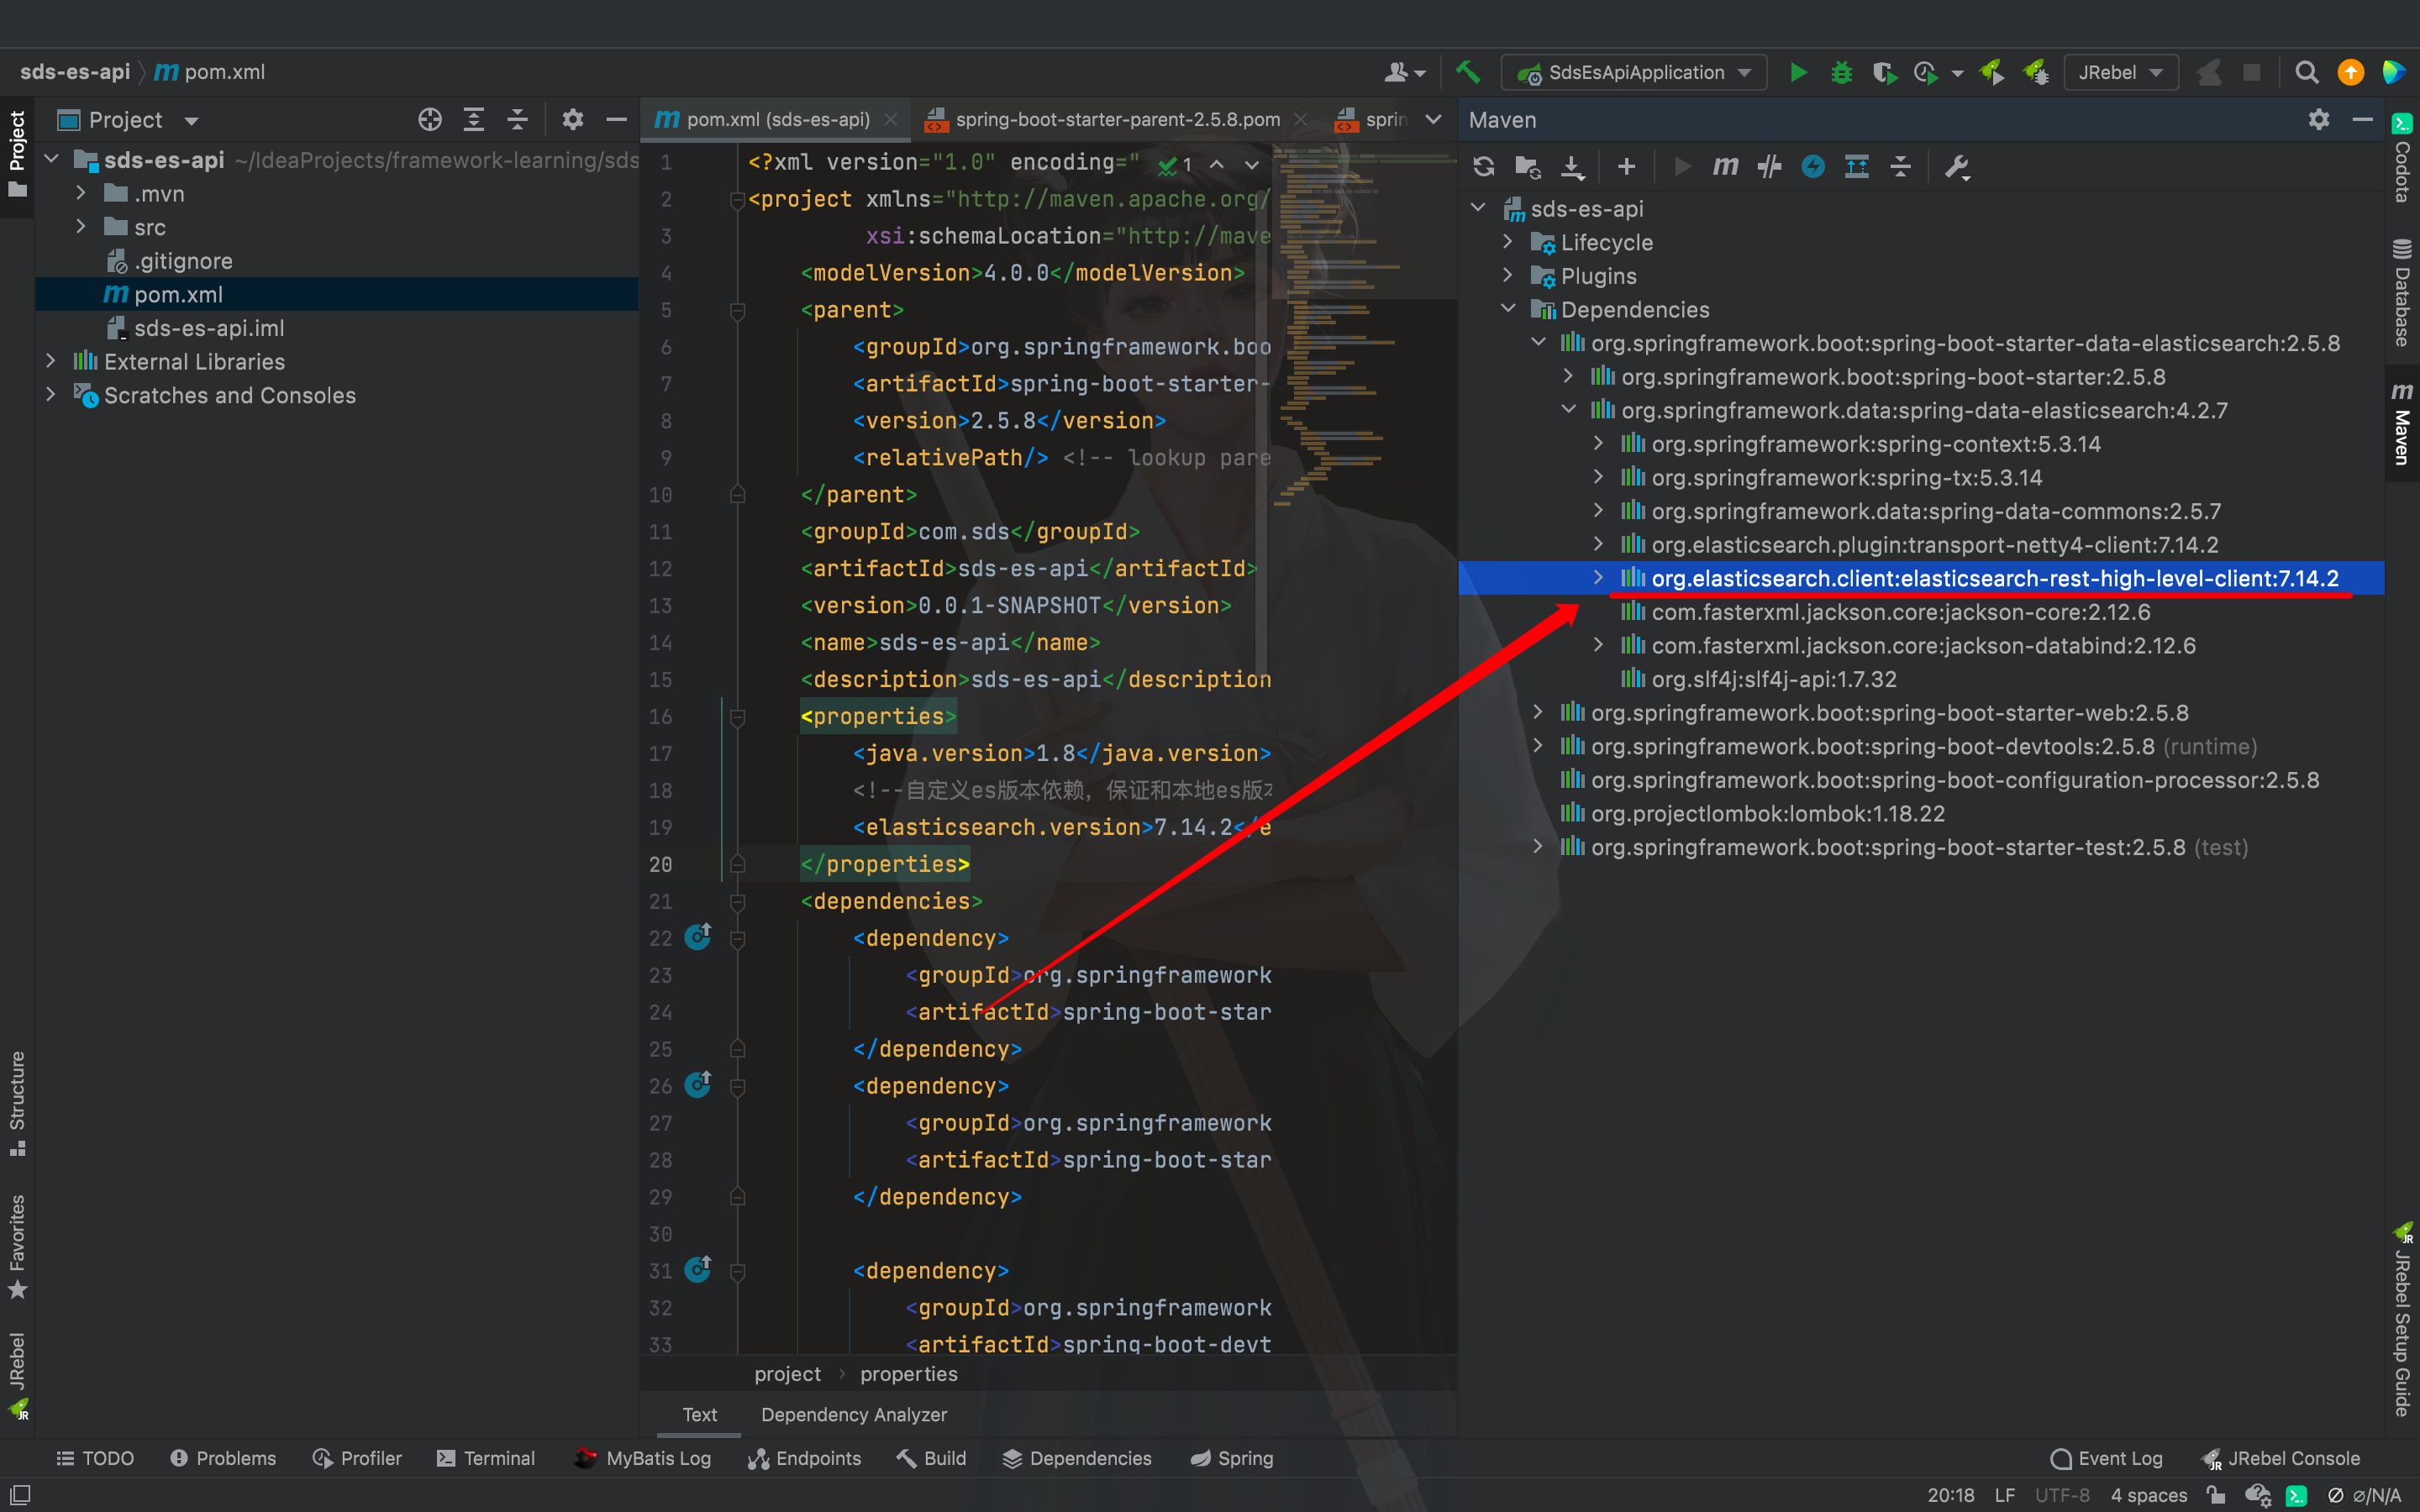 sds-es-api pom.xml
SdsEsApiApplication
JRebel
Project
pom.xml (sds-es-api)
spring-boot-starter-parent-2.5.8.pom
sprin
Maven
Project
sds-es-api ~/IdeaProjects/framework-learning/sds
.mvn
src
.gitignore
pom.xml
sds-es-api.iml
External Libraries
Scratches and Consoles
Structure
Favorites
JRebel
1 <?xml version="1.0" encoding="
1
2 <project xmlns="http://maven.apache.org/
3 xsi:schemaLocation="http://mave
4 <modelVersion>4.0.0</modelVersion>
5 <parent>
6 <groupId>org.springframework.boo
7 <artifactId>spring-boot-starter-
8 <version>2.5.8</version>
9 <relativePath/> <!-- lookup pare
10 </parent>
11 <groupId>com.sds</groupId>
12 <artifactId>sds-es-api</artifactId>
13 <version>0.0.1-SNAPSHOT</version>
14 <name>sds-es-api</name>
15 <description>sds-es-api</description
16 <properties>
17 <java.version>1.8</java.version>
18 <!--自定义es版本依赖，保证和本地es版本
19 <elasticsearch.version>7.14.2</e
20 </properties>
21 <dependencies>
22 <dependency>
23 <groupId>org.springframework
24 <artifactId>spring-boot-star
25 </dependency>
26 <dependency>
27 <groupId>org.springframework
28 <artifactId>spring-boot-star
29 </dependency>
30
31 <dependency>
32 <groupId>org.springframework
33 <artifactId>spring-boot-devt
project properties
Text
Dependency Analyzer
sds-es-api
Lifecycle
Plugins
Dependencies
org.springframework.boot:spring-boot-starter-data-elasticsearch:2.5.8
org.springframework.boot:spring-boot-starter:2.5.8
org.springframework.data:spring-data-elasticsearch:4.2.7
org.springframework:spring-context:5.3.14
org.springframework:spring-tx:5.3.14
org.springframework.data:spring-data-commons:2.5.7
org.elasticsearch.plugin:transport-netty4-client:7.14.2
org.elasticsearch.client:elasticsearch-rest-high-level-client:7.14.2
com.fasterxml.jackson.core:jackson-core:2.12.6
com.fasterxml.jackson.core:jackson-databind:2.12.6
org.slf4j:slf4j-api:1.7.32
org.springframework.boot:spring-boot-starter-web:2.5.8
org.springframework.boot:spring-boot-devtools:2.5.8 (runtime)
org.springframework.boot:spring-boot-configuration-processor:2.5.8
org.projectlombok:lombok:1.18.22
org.springframework.boot:spring-boot-starter-test:2.5.8 (test)
Codota
Database
Maven
JRebel Setup Guide
TODO
Problems
Profiler
Terminal
MyBatis Log
Endpoints
Build
Dependencies
Spring
Event Log
JRebel Console
20:18 LF UTF-8 4 spaces ∅/N/A